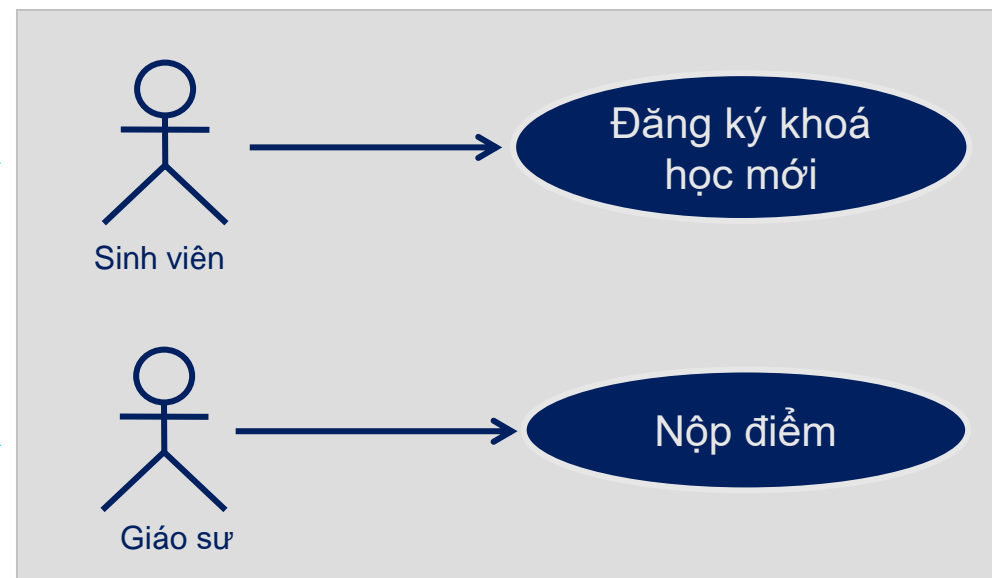 Đăng ký khoá
học mới
Sinh viên
Nộp điểm
Giáo sư